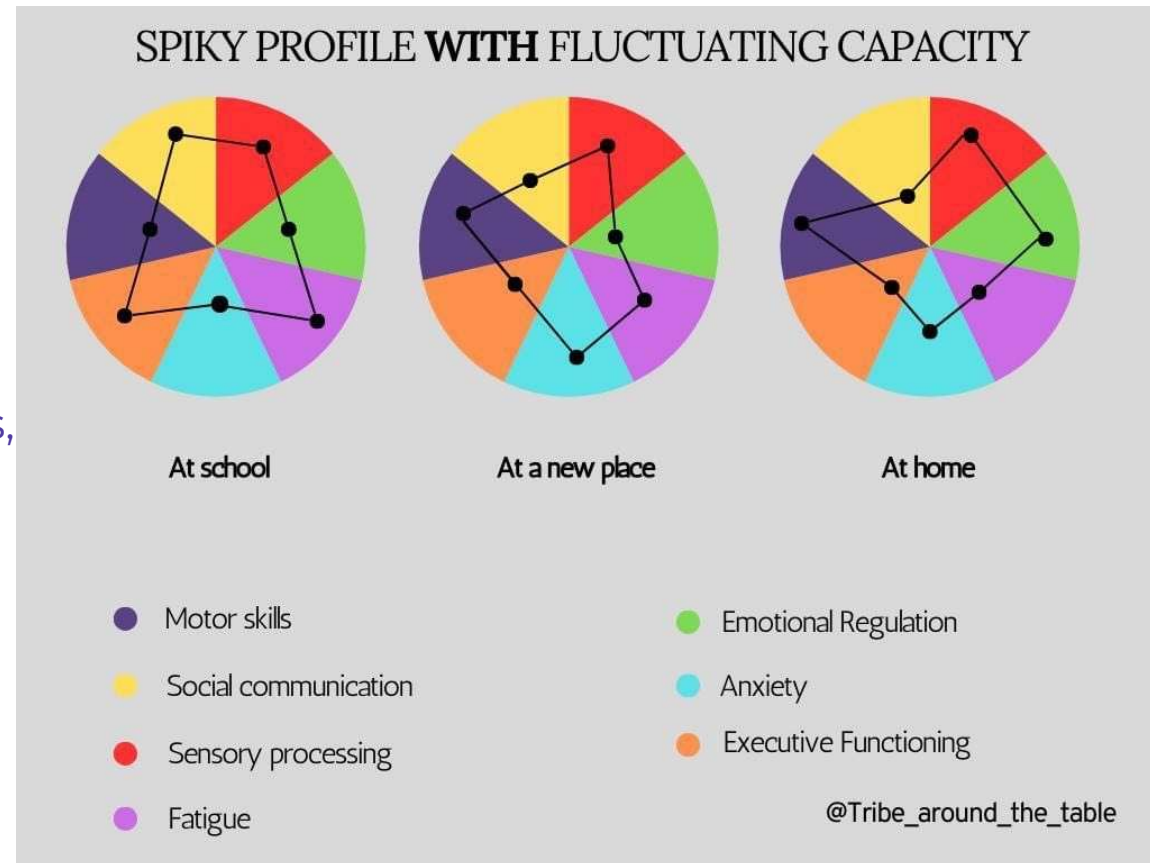 SPIKY PROFILE WITH FLUCTUATING CAPACITY
s,
At school
At a new place
At home
Motor skills
Social communication
Sensory processing
Fatigue
Emotional Regulation
Anxiety
Executive Functioning
@Tribe_around_the_table